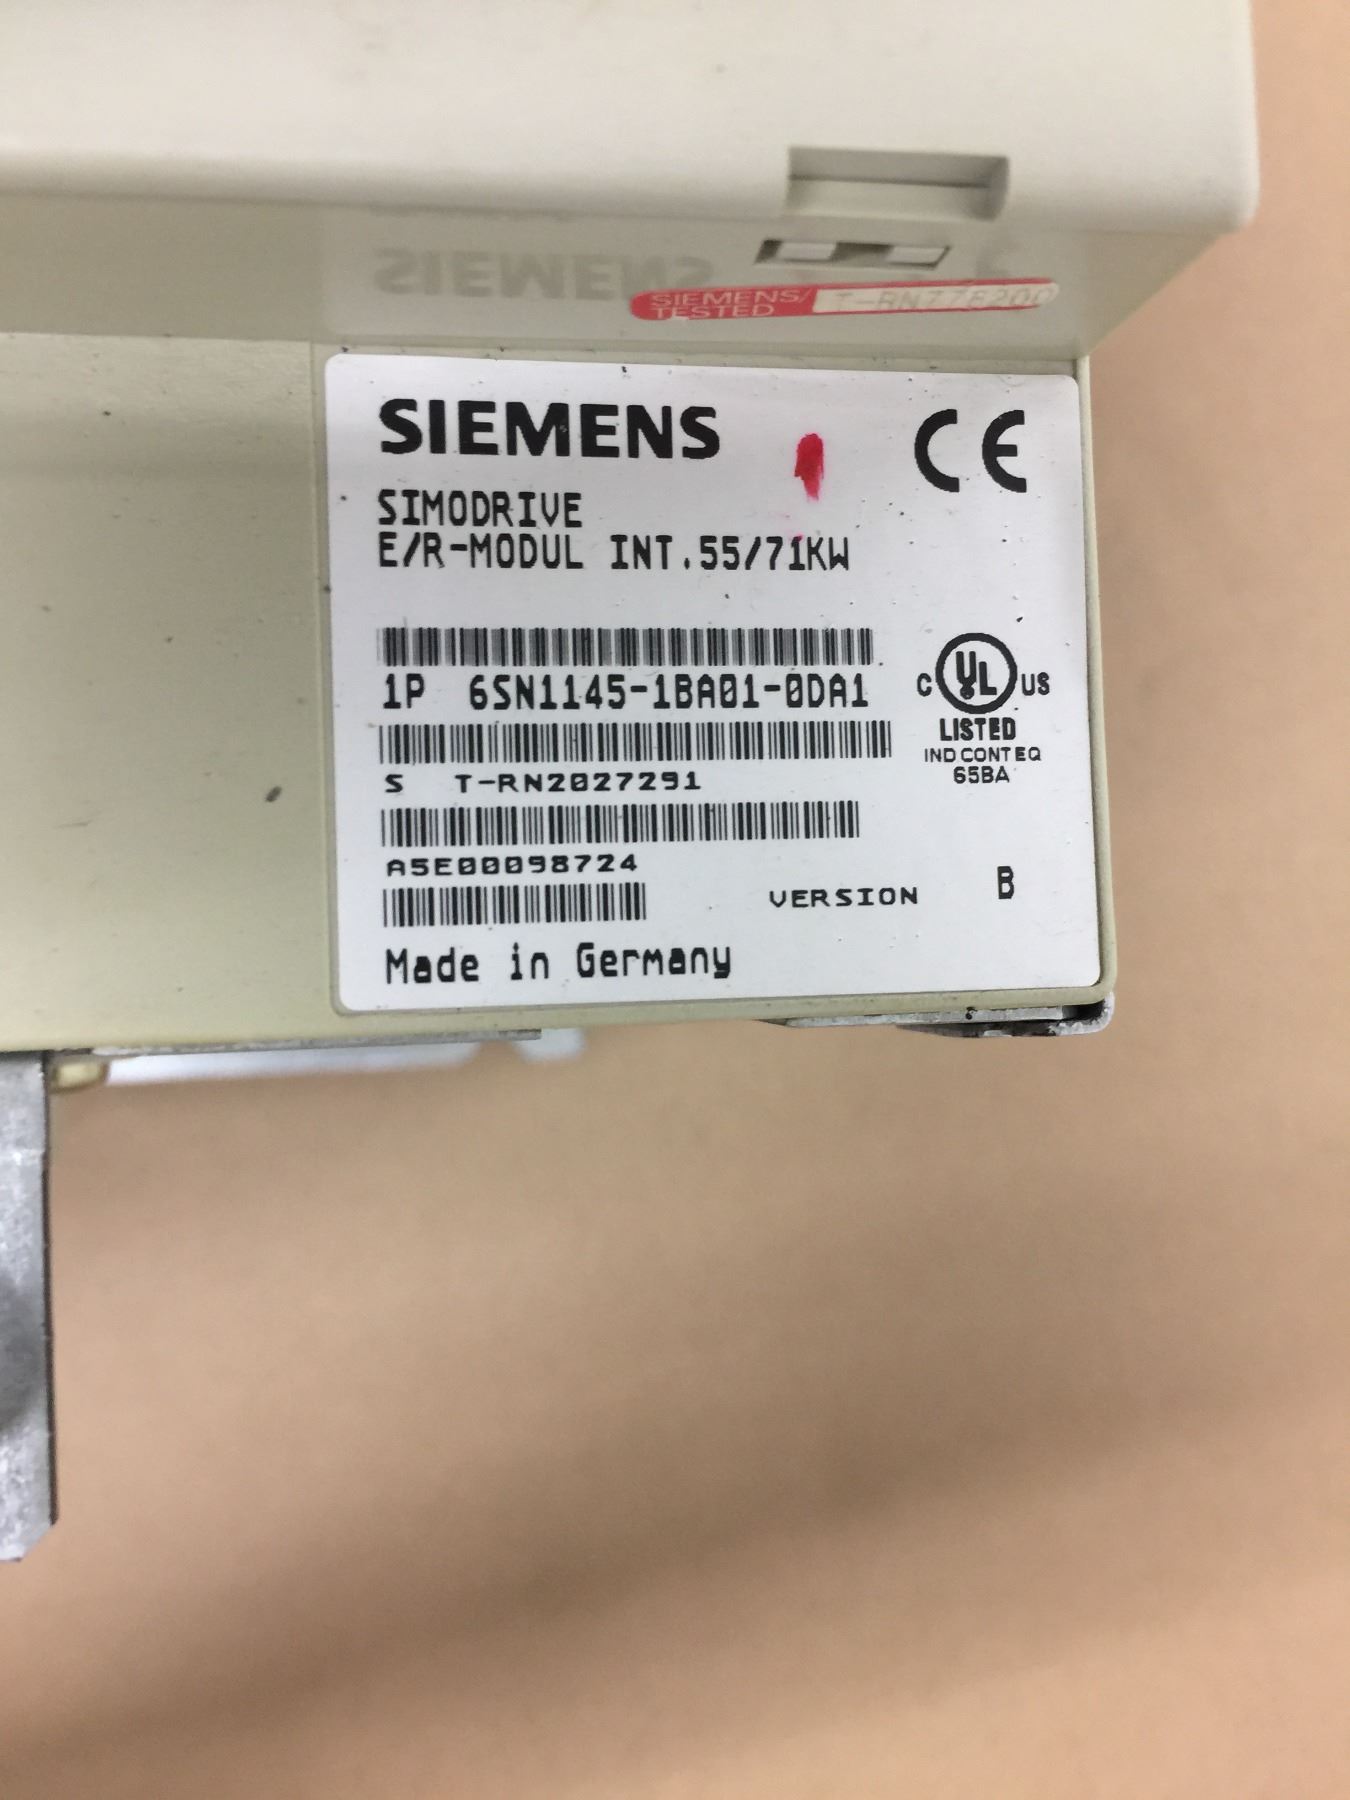 SIEMENS
SIEMENS/ T-RN778200
TESTED
SIEMENS
CE
SIMODRIVE
E/R-MODUL INT.55/71KW
1P 6SN1145-1BA01-0DA1
C UL US
LISTED
IND CONT EQ
65BA
S T-RN2027291
A5E00098724
VERSION B
Made in Germany